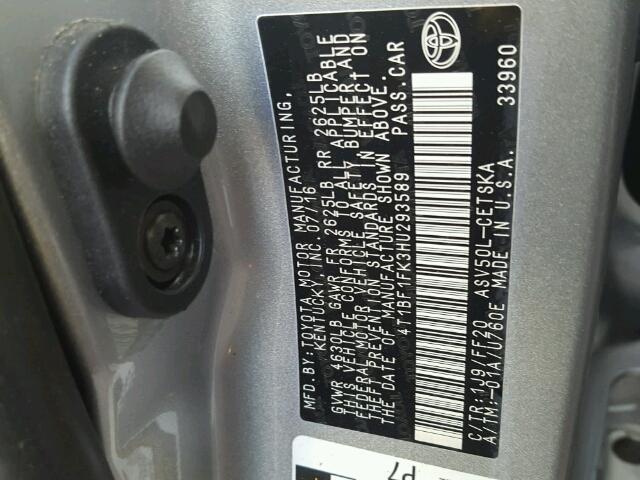 MFD.BY:TOYOTA MOTOR MANUFACTURING,
KENTUCKY, INC. 07/16
GVWR 4630LB GAWR FR 2625LB RR 2625LB
THIS VEHICLE CONFORMS TO ALL APPLICABLE
FEDERAL MOTOR VEHICLE SAFETY, BUMPER, AND
THEFT PREVENTION STANDARDS IN EFFECT ON
THE DATE OF MANUFACTURE SHOWN ABOVE.
4T1BF1FK3HU293589 PASS.CAR
C/TR:1J9/FF20 ASV50L-CETSKA 33960
A/TM:-01A/U760E MADE IN U.S.A.
P7